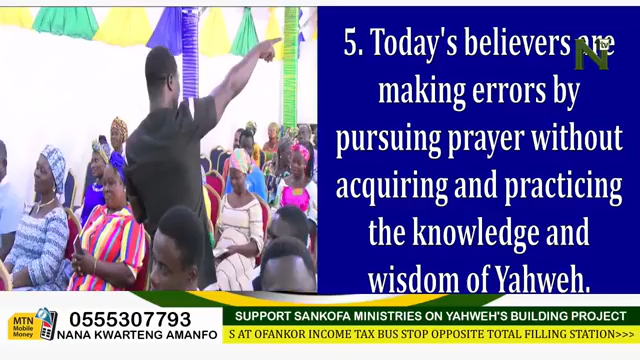 5. Today's believers are
making errors by
pursuing prayer without
acquiring and practicing
the knowledge and
wisdom of Yahweh.
N
TV
MTN
Mobile
Money
0555307793
NANA KWARTENG AMANFO
SUPPORT SANKOFA MINISTRIES ON YAHWEH'S BUILDING PROJECT
S AT OFANKOR INCOME TAX BUS STOP OPPOSITE TOTAL FILLING STATION>>>